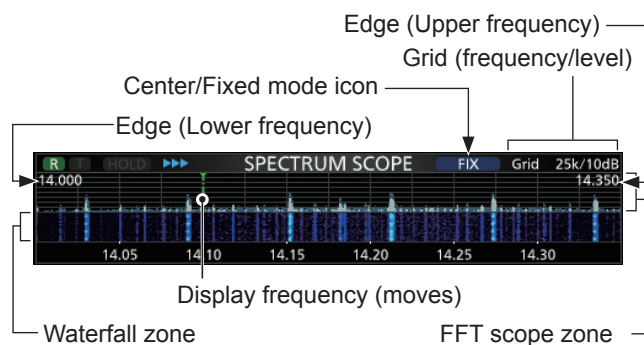 Edge (Upper frequency)
Grid (frequency/level)
Center/Fixed mode icon
Edge (Lower frequency)
R T HOLD SPECTRUM SCOPE FIX Grid 25k/10dB
14.000 14.350
14.05 14.10 14.15 14.20 14.25 14.30
Display frequency (moves)
Waterfall zone FFT scope zone